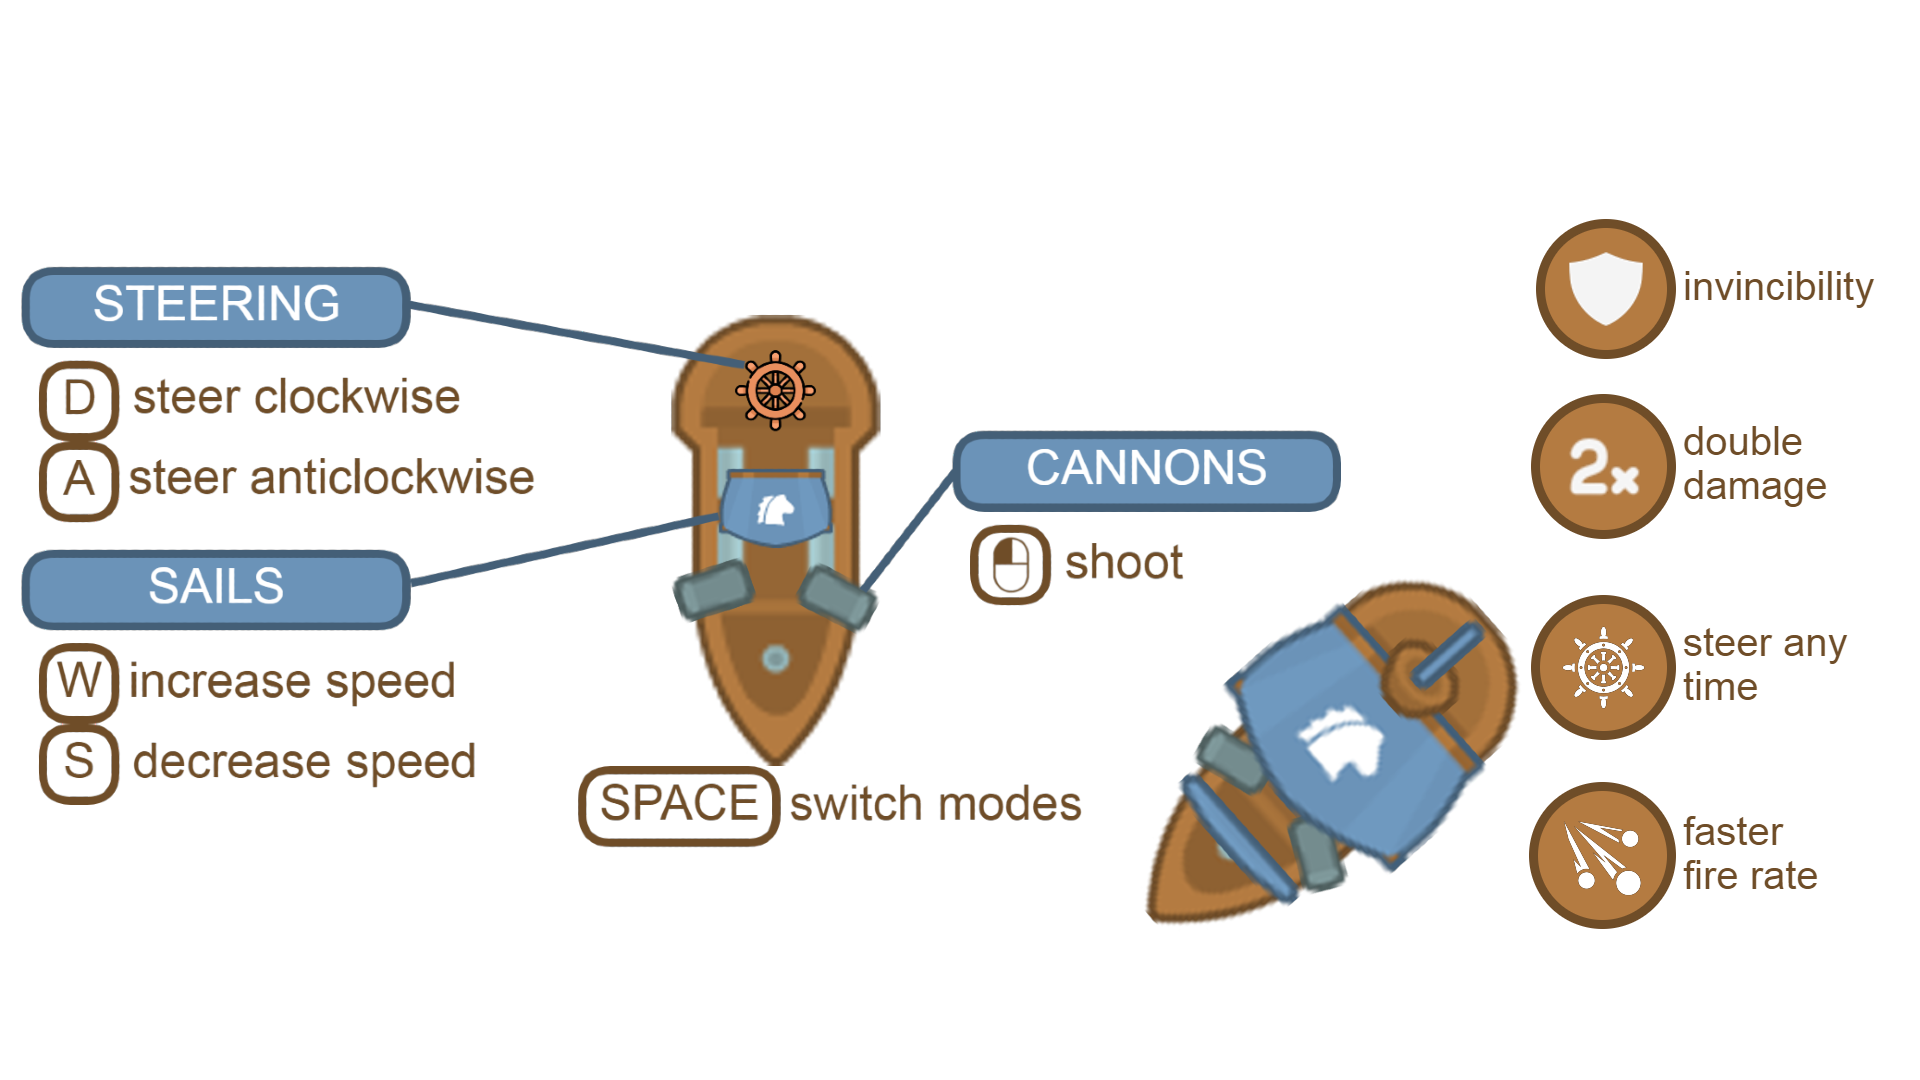 STEERING
D steer clockwise
A steer anticlockwise
SAILS
W increase speed
S decrease speed
SPACE switch modes
CANNONS
shoot
invincibility
2x
double
damage
steer any
time
faster
fire rate